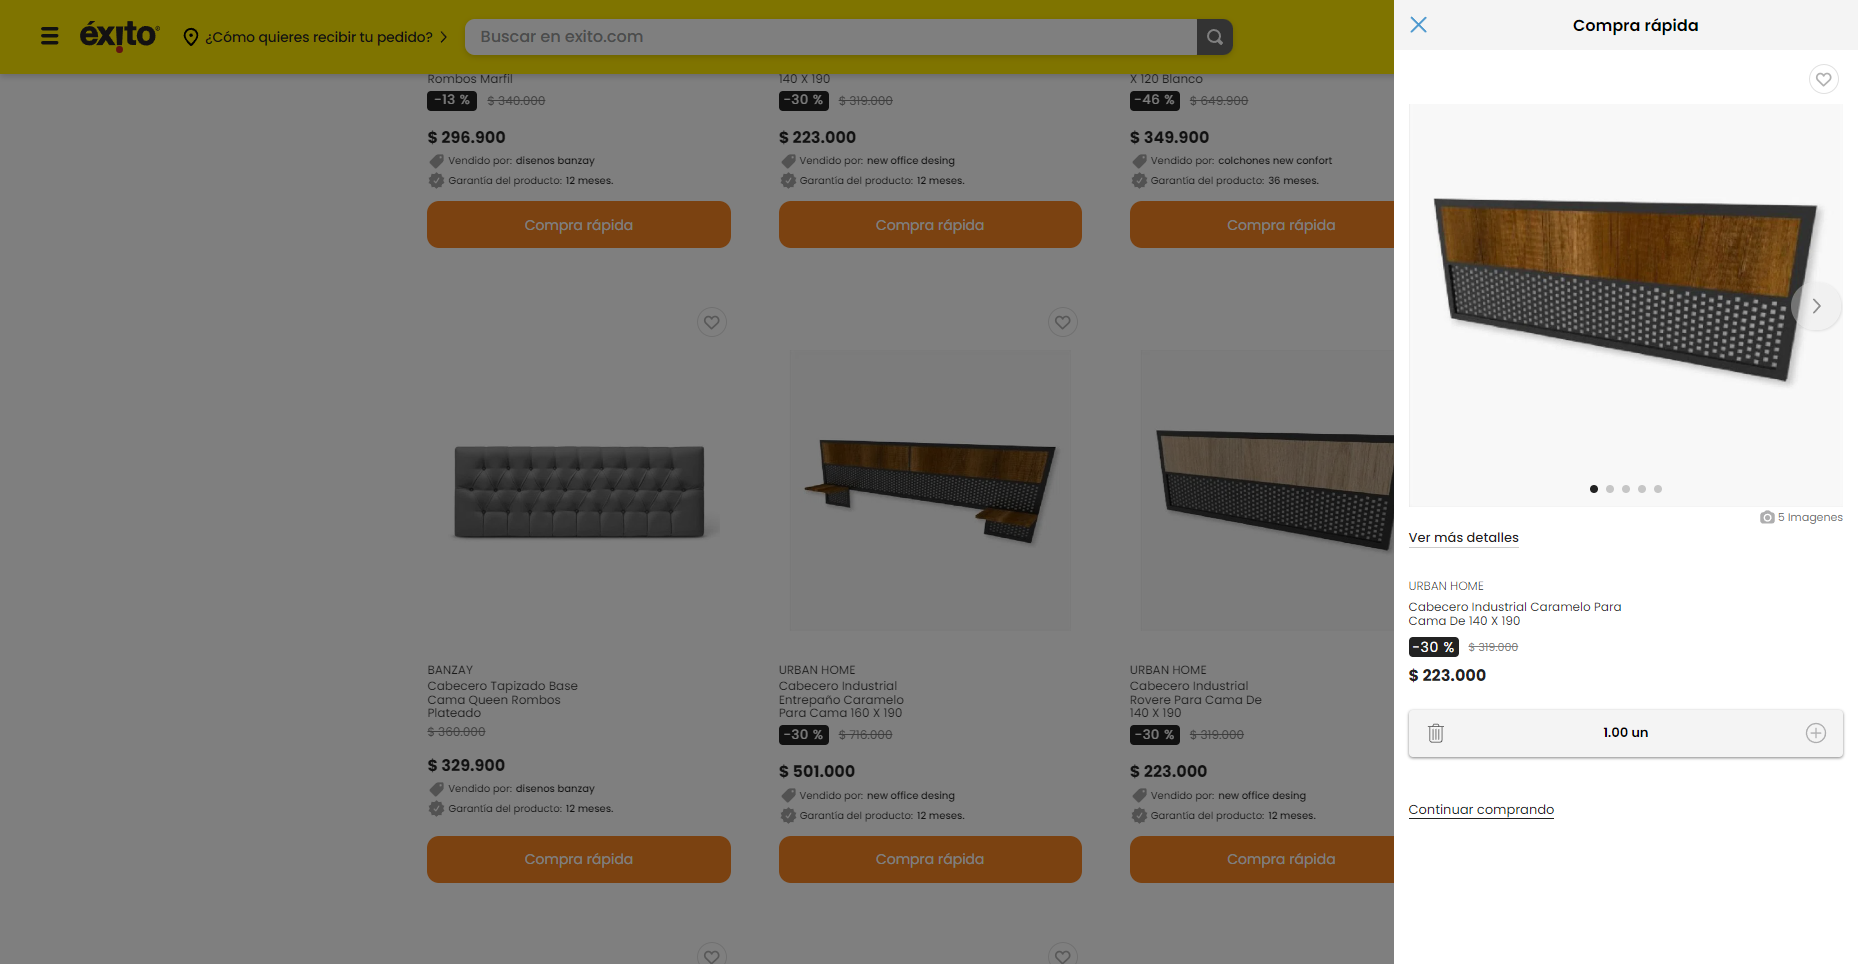 éxito
¿Cómo quieres recibir tu pedido?
Buscar en exito.com
Rombos Marfil
-13 % $ 340.000
$ 296.900
Vendido por: disenos banzay
Garantía del producto: 12 meses.
Compra rápida
140 X 190
-30 % $ 319.000
$ 223.000
Vendido por: new office desing
Garantía del producto: 12 meses.
Compra rápida
X 120 Blanco
-46 % $ 649.900
$ 349.900
Vendido por: colchones new confort
Garantía del producto: 36 meses.
Compra rápida
BANZAY
Cabecero Tapizado Base
Cama Queen Rombos
Plateado
$ 360.000
$ 329.900
Vendido por: disenos banzay
Garantía del producto: 12 meses.
Compra rápida
URBAN HOME
Cabecero Industrial
Entrepaño Caramelo
Para Cama 160 X 190
-30 % $ 716.000
$ 501.000
Vendido por: new office desing
Garantía del producto: 12 meses.
Compra rápida
URBAN HOME
Cabecero Industrial
Rovere Para Cama De
140 X 190
-30 % $ 319.000
$ 223.000
Vendido por: new office desing
Garantía del producto: 12 meses.
Compra rápida
Compra rápida
5 Imagenes
Ver más detalles
URBAN HOME
Cabecero Industrial Caramelo Para
Cama De 140 X 190
-30 % $ 319.000
$ 223.000
1.00 un
Continuar comprando